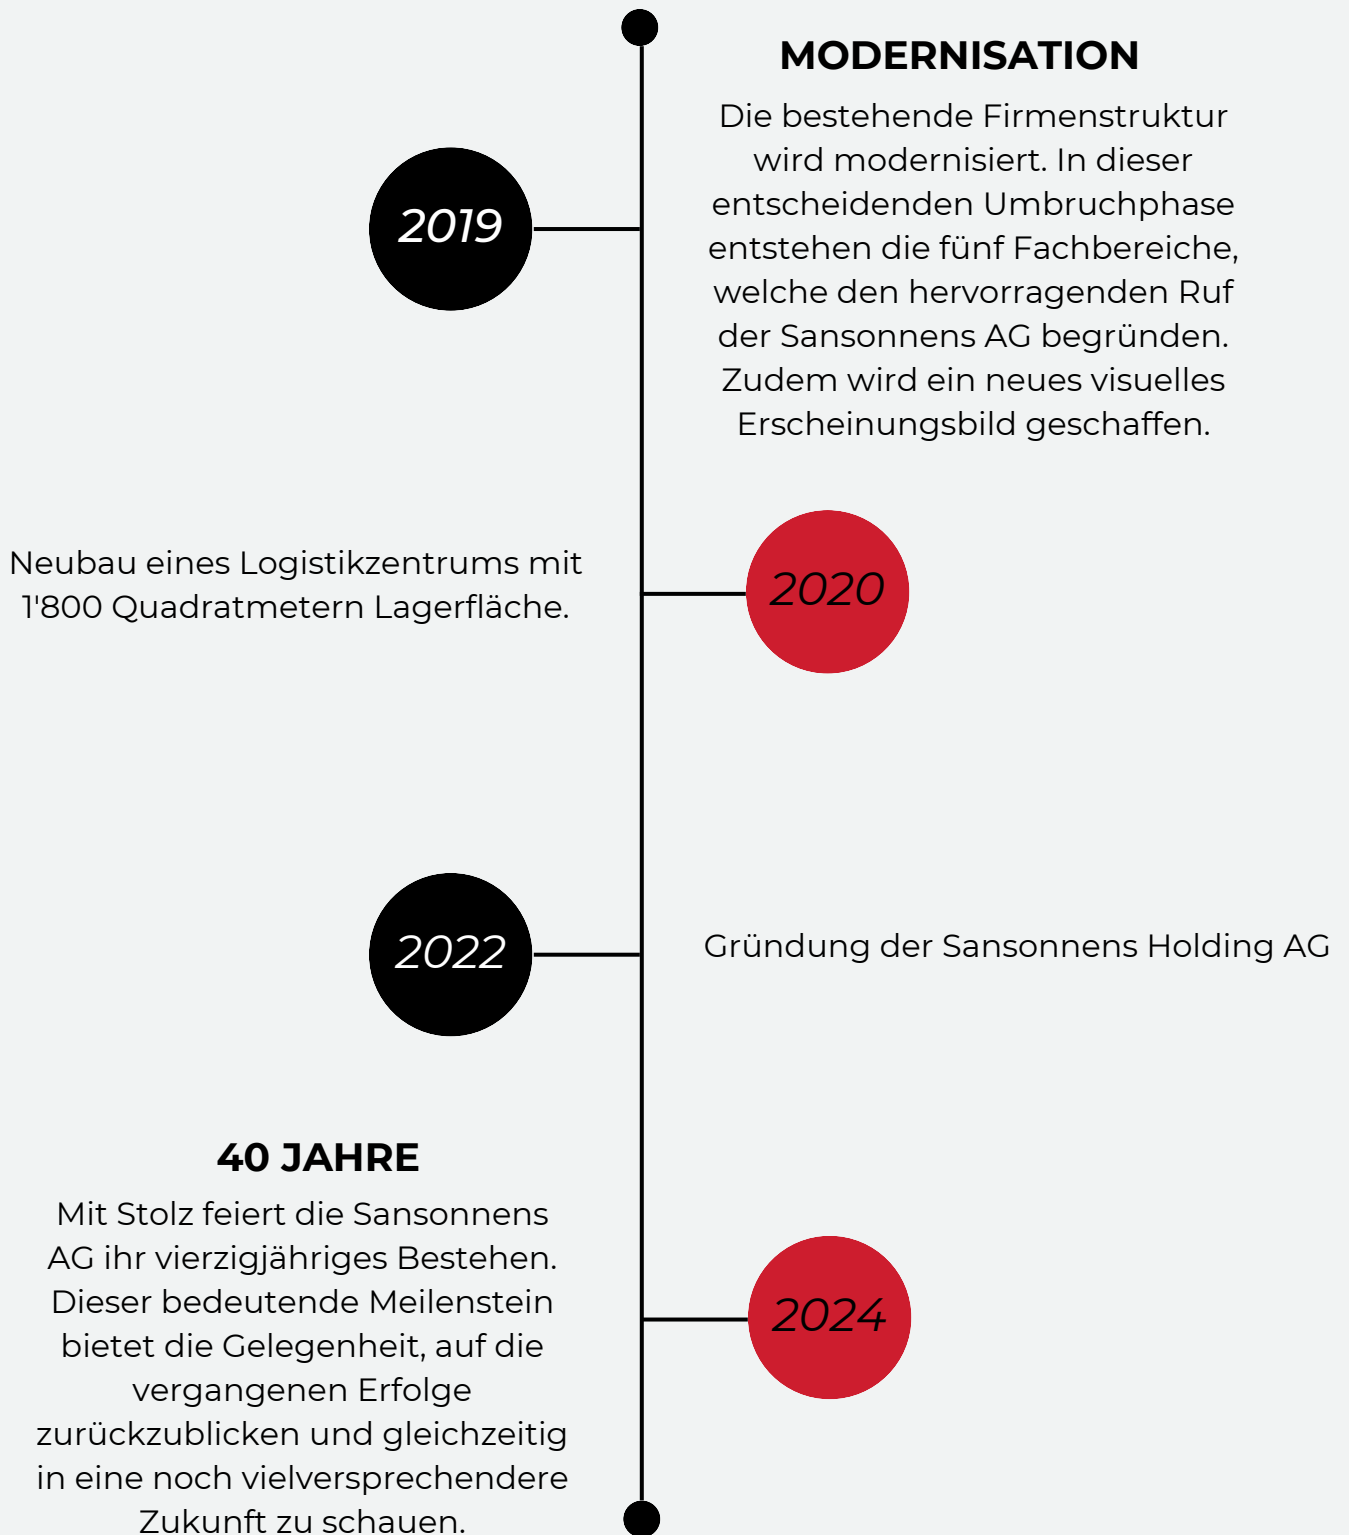 MODERNISATION
2019
Die bestehende Firmenstruktur
wird modernisiert. In dieser
entscheidenden Umbruchphase
entstehen die fünf Fachbereiche,
welche den hervorragenden Ruf
der Sansonnens AG begründen.
Zudem wird ein neues visuelles
Erscheinungsbild geschaffen.
2020
Neubau eines Logistikzentrums mit
1'800 Quadratmetern Lagerfläche.
2022
Gründung der Sansonnens Holding AG
40 JAHRE
2024
Mit Stolz feiert die Sansonnens
AG ihr vierzigjähriges Bestehen.
Dieser bedeutende Meilenstein
bietet die Gelegenheit, auf die
vergangenen Erfolge
zurückzublicken und gleichzeitig
in eine noch vielversprechendere
Zukunft zu schauen.